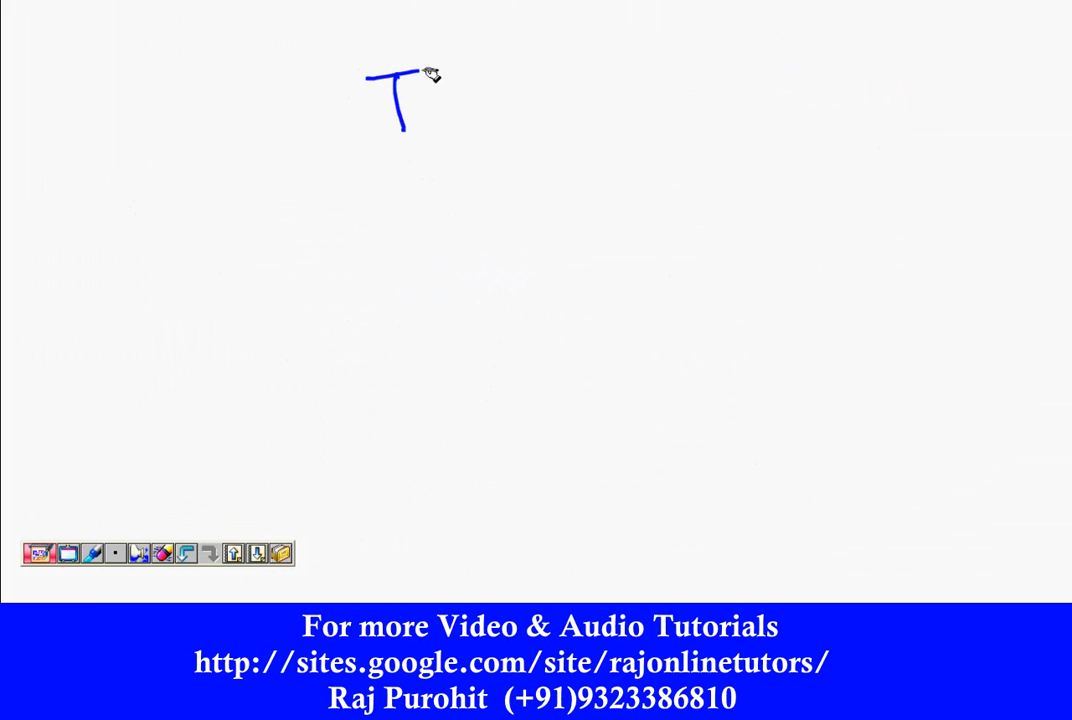 T
For more Video & Audio Tutorials
http://sites.google.com/site/rajonlinetutors/
Raj Purohit (+91)9323386810